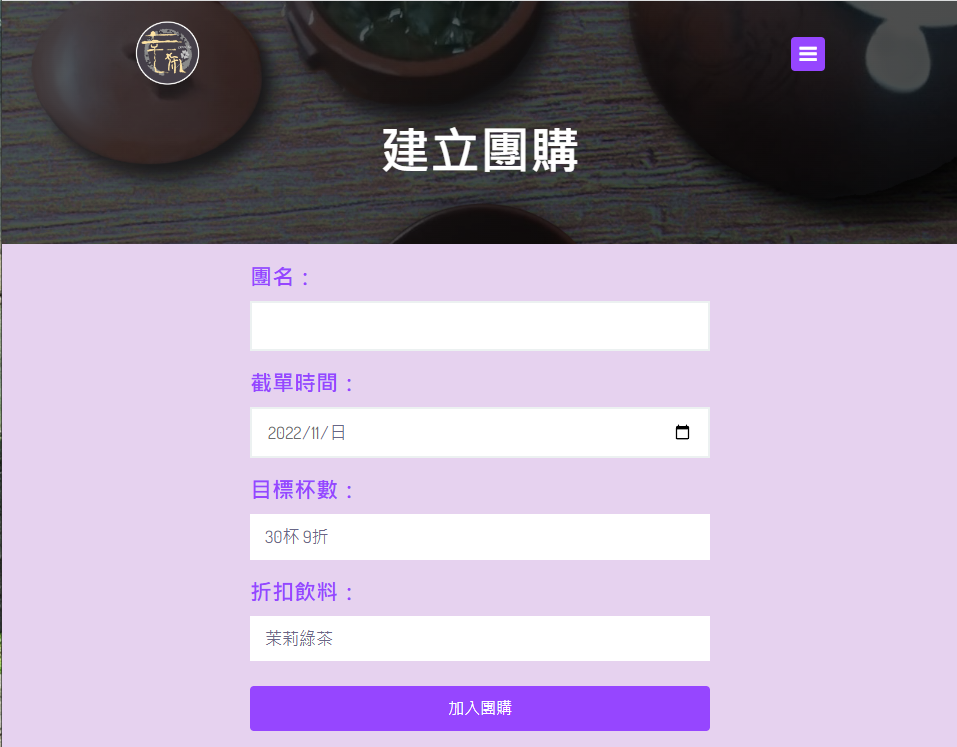 建立團購
團名：
截單時間：
2022/11/日
目標杯數：
30杯 9折
折扣飲料：
茉莉綠茶
加入團購